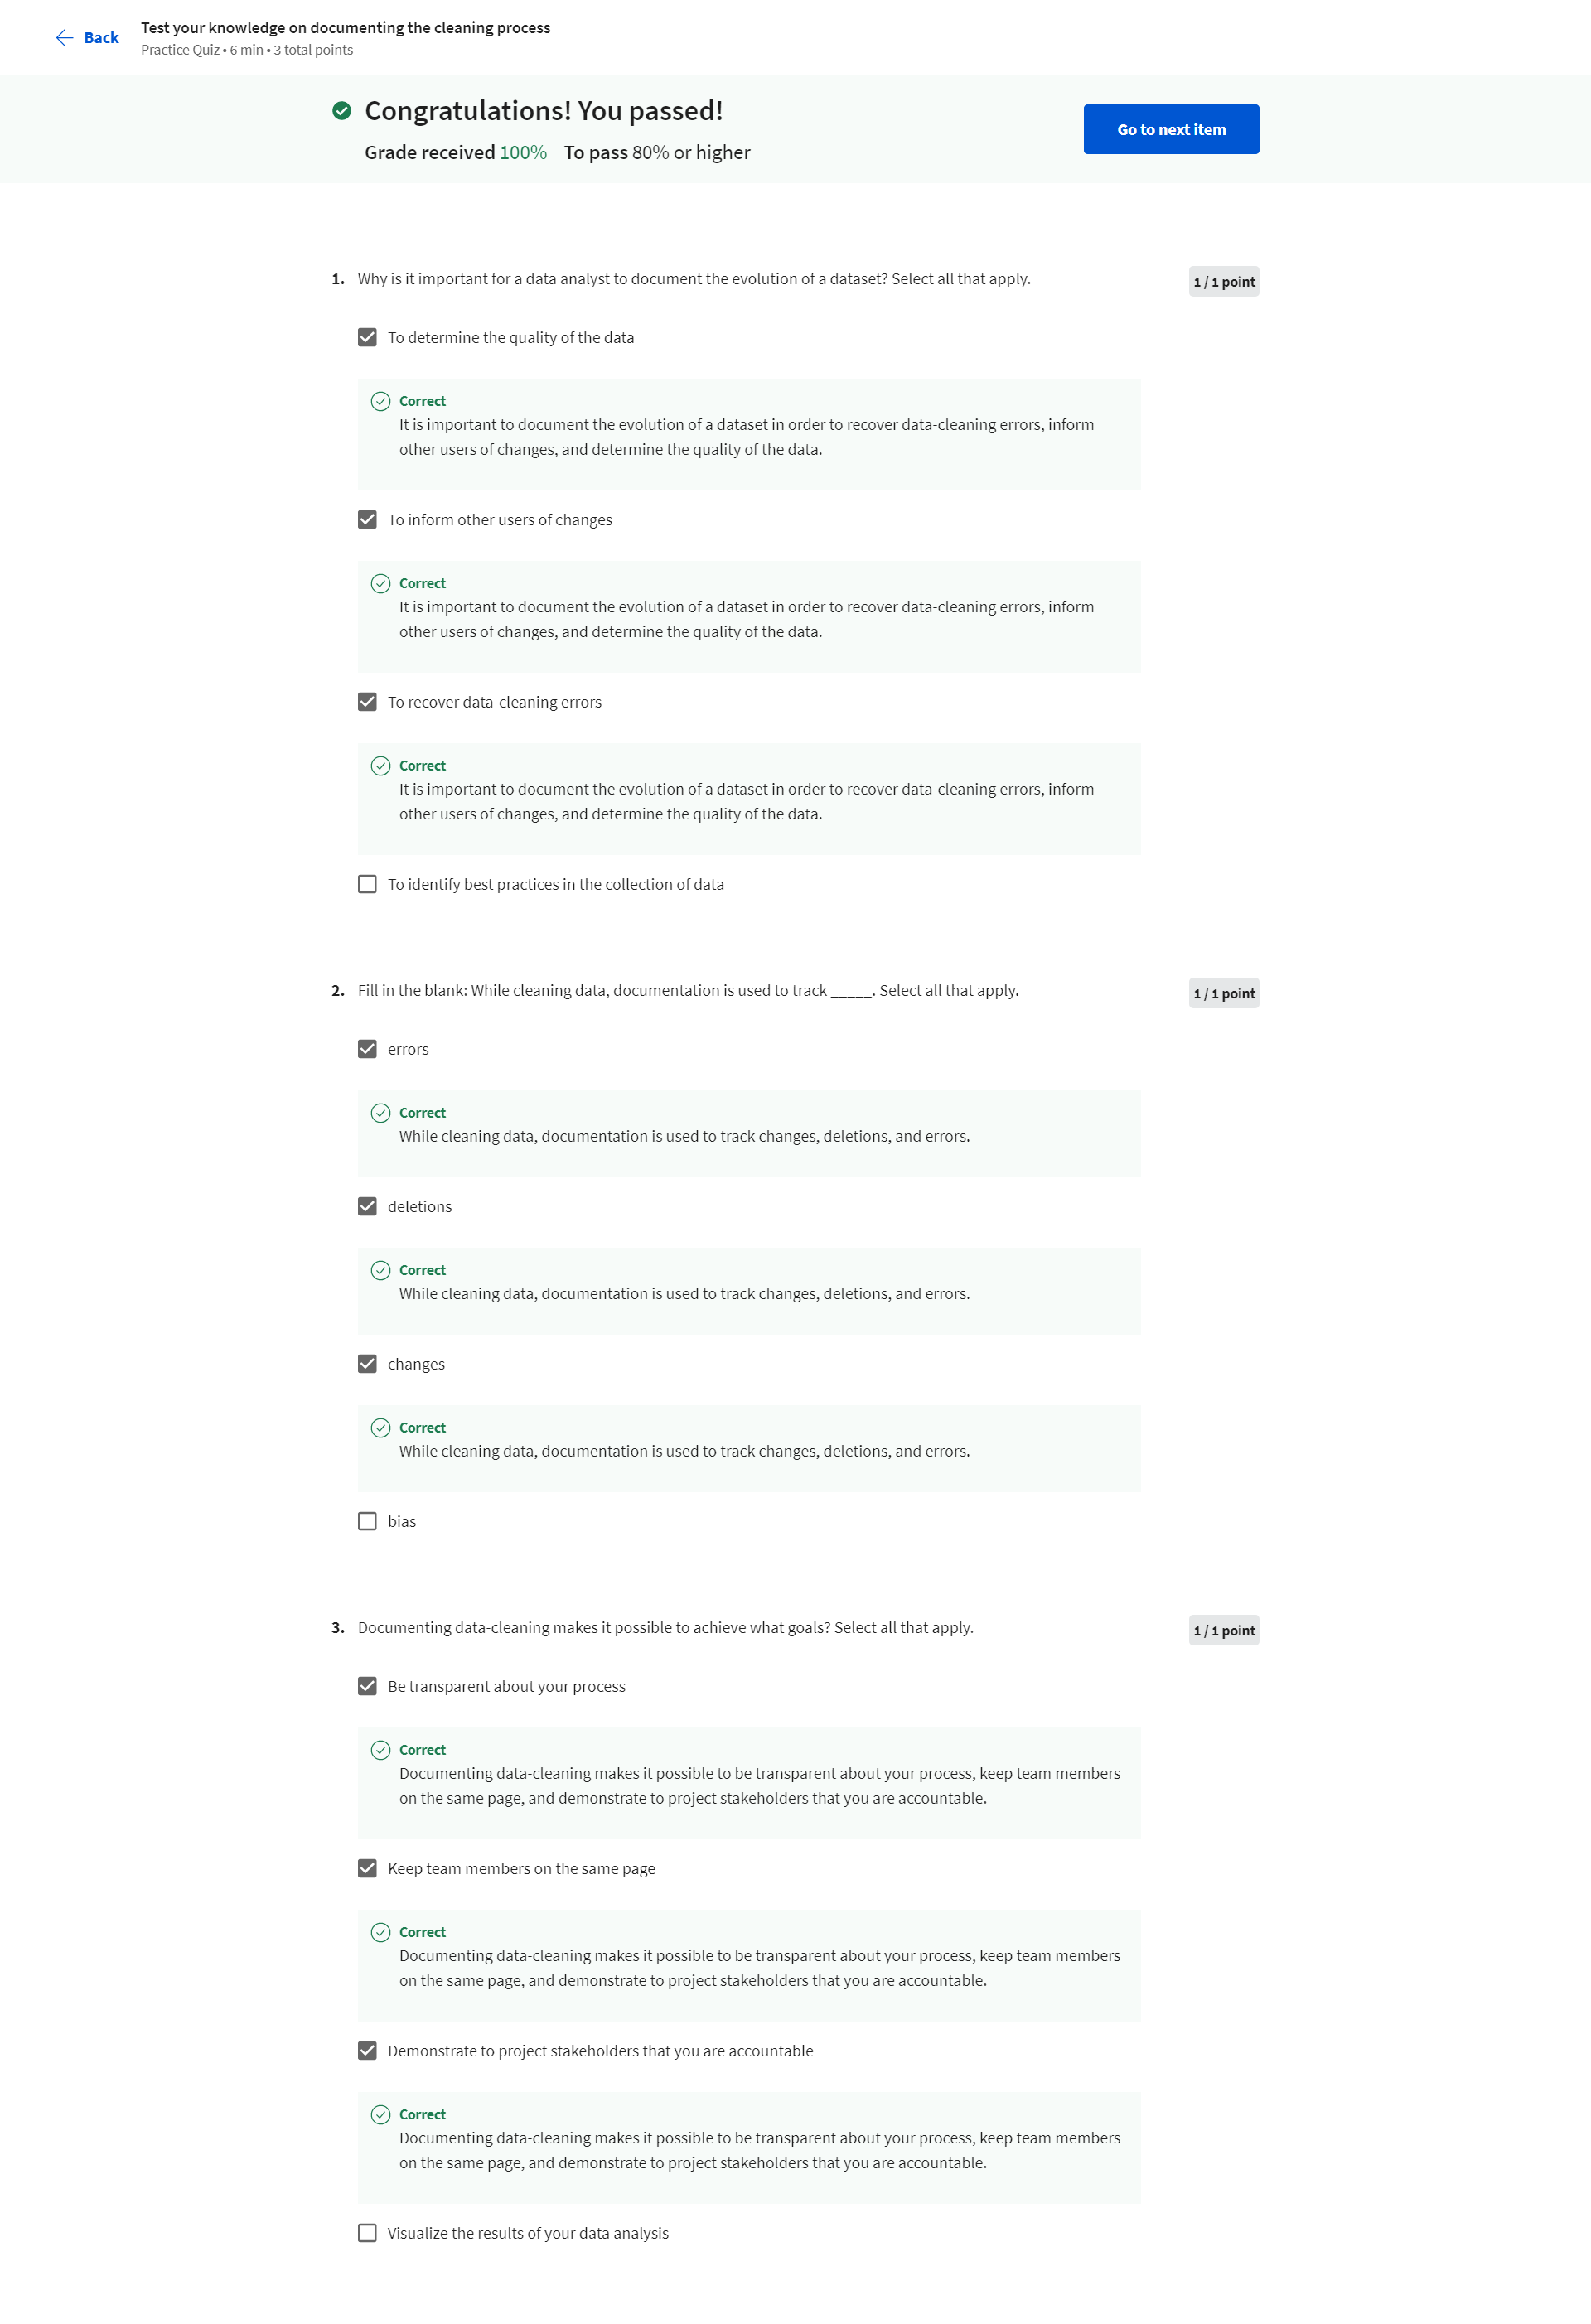 Back
Test your knowledge on documenting the cleaning process
Practice Quiz • 6 min • 3 total points
Congratulations! You passed!
Grade received 100% To pass 80% or higher
Go to next item
1. Why is it important for a data analyst to document the evolution of a dataset? Select all that apply.
1 / 1 point
To determine the quality of the data
Correct
It is important to document the evolution of a dataset in order to recover data-cleaning errors, inform
other users of changes, and determine the quality of the data.
To inform other users of changes
Correct
It is important to document the evolution of a dataset in order to recover data-cleaning errors, inform
other users of changes, and determine the quality of the data.
To recover data-cleaning errors
Correct
It is important to document the evolution of a dataset in order to recover data-cleaning errors, inform
other users of changes, and determine the quality of the data.
To identify best practices in the collection of data
2. Fill in the blank: While cleaning data, documentation is used to track _____. Select all that apply.
1 / 1 point
errors
Correct
While cleaning data, documentation is used to track changes, deletions, and errors.
deletions
Correct
While cleaning data, documentation is used to track changes, deletions, and errors.
changes
Correct
While cleaning data, documentation is used to track changes, deletions, and errors.
bias
3. Documenting data-cleaning makes it possible to achieve what goals? Select all that apply.
1 / 1 point
Be transparent about your process
Correct
Documenting data-cleaning makes it possible to be transparent about your process, keep team members
on the same page, and demonstrate to project stakeholders that you are accountable.
Keep team members on the same page
Correct
Documenting data-cleaning makes it possible to be transparent about your process, keep team members
on the same page, and demonstrate to project stakeholders that you are accountable.
Demonstrate to project stakeholders that you are accountable
Correct
Documenting data-cleaning makes it possible to be transparent about your process, keep team members
on the same page, and demonstrate to project stakeholders that you are accountable.
Visualize the results of your data analysis